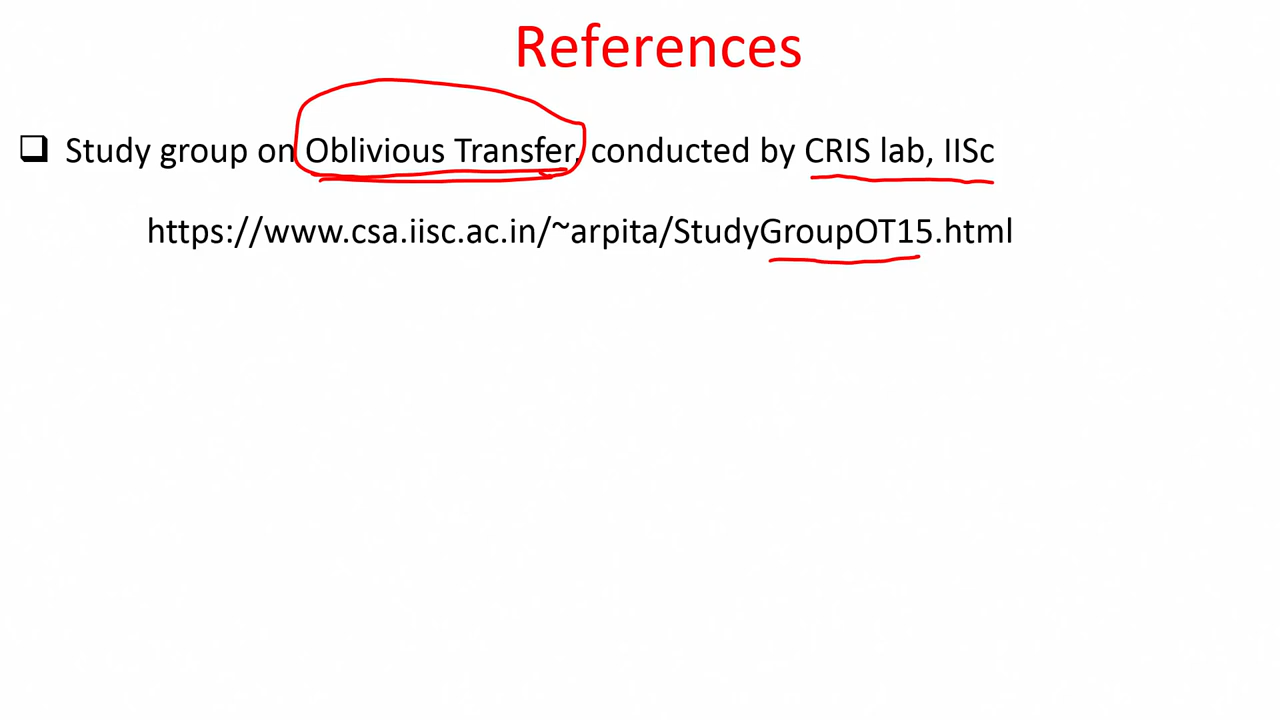 References
❑ Study group on Oblivious Transfer, conducted by CRIS lab, IISc
https://www.csa.iisc.ac.in/~arpita/StudyGroupOT15.html